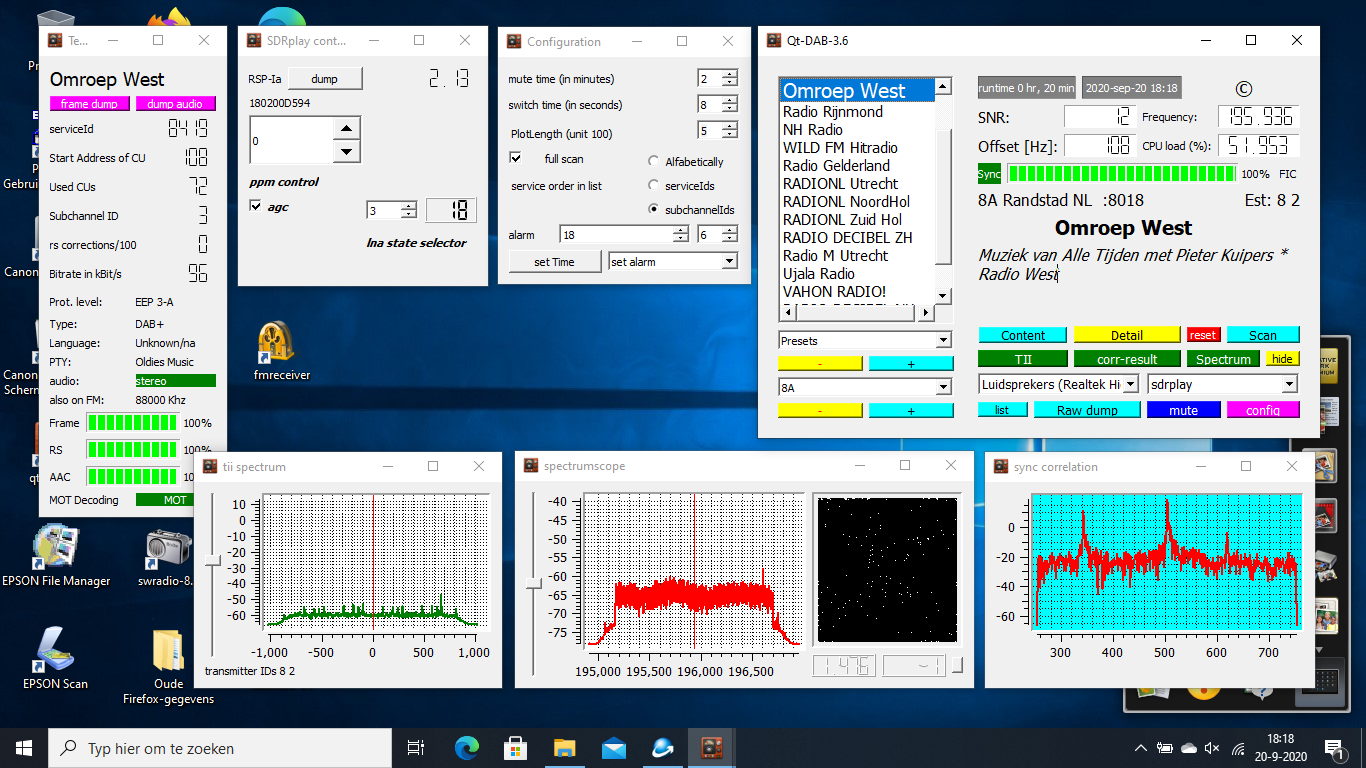 Te...
Omroep West
frame dump
dump audio
serviceId 8419
Start Address of CU 108
Used CUs 72
Subchannel ID 3
rs corrections/100 0
Bitrate in kBit/s 96
Prot. level: EEP 3-A
Type: DAB+
Language: Unknown/na
PTY: Oldies Music
audio: stereo
also on FM: 88000 Khz
Frame 100%
RS 100%
AAC
MOT Decoding MOT
SDRplay cont...
RSP-Ia dump 2.13
180200D594
0
ppm control
agc
3 18
lna state selector
Configuration
mute time (in minutes) 2
switch time (in seconds) 8
PlotLength (unit 100) 5
full scan Alfabetically
service order in list serviceIds
subchannelIds
alarm 18 6
set Time set alarm
Qt-DAB-3.6
Omroep West
Radio Rijnmond
NH Radio
WILD FM Hitradio
Radio Gelderland
RADIONL Utrecht
RADIONL NoordHol
RADIONL Zuid Hol
RADIO DECIBEL ZH
Radio M Utrecht
Ujala Radio
VAHON RADIO!
Presets
- +
8A
- +
runtime 0 hr, 20 min 2020-sep-20 18:18 ©
SNR: 12 Frequency: 195.936
Offset [Hz]: 108 CPU load (%): 51.953
Sync 100% FIC
8A Randstad NL :8018 Est: 8 2
Omroep West
Muziek van Alle Tijden met Pieter Kuipers *
Radio West
Content Detail reset Scan
TII corr-result Spectrum hide
Luidsprekers (Realtek Hi sdrplay
list Raw dump mute config
fmreceiver
tii spectrum
10
0
-10
-20
-30
-40
-50
-60
-1,000 -500 0 500 1,000
transmitter IDs 8 2
spectrumscope
-40
-45
-50
-55
-60
-65
-70
-75
195,000 195,500 196,000 196,500
1.476 -1
sync correlation
0
-20
-40
-60
300 400 500 600 700
EPSON File Manager
swradio-8.
EPSON Scan
Oude
Firefox-gegevens
Typ hier om te zoeken
18:18
20-9-2020
1